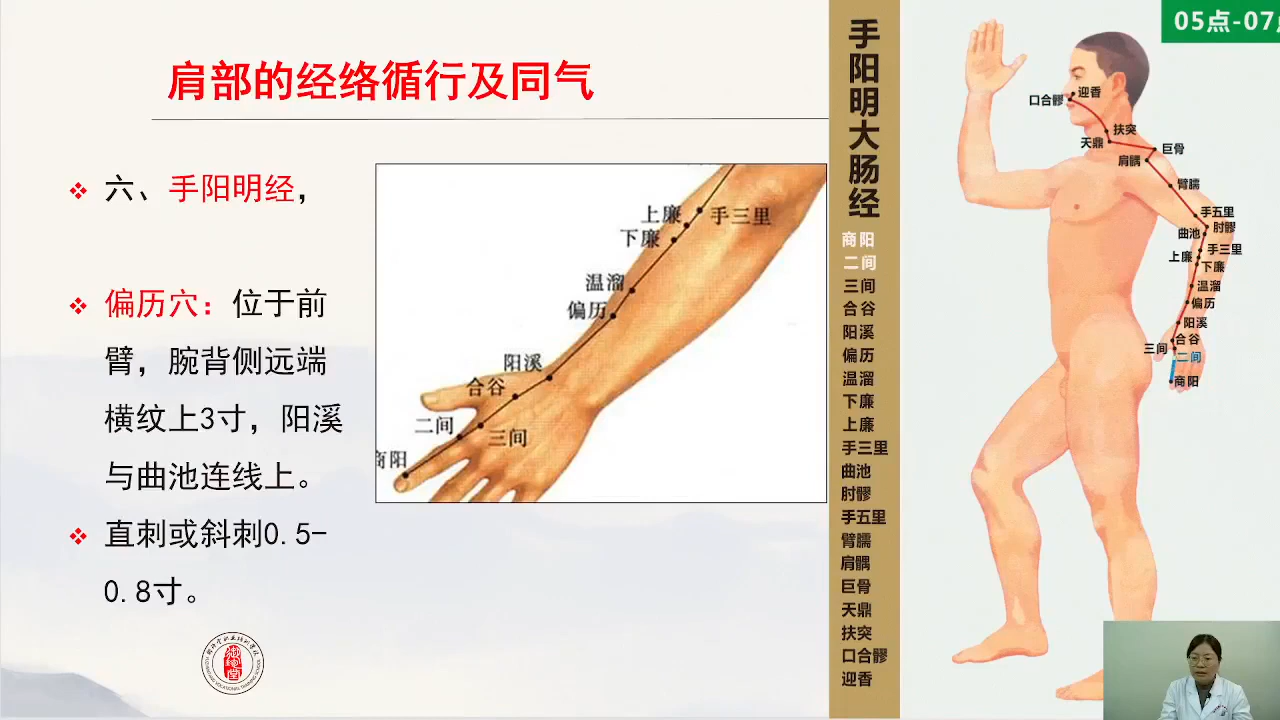 肩部的经络循行及同气
六、手阳明经，
偏历穴：位于前
臂，腕背侧远端
横纹上3寸，阳溪
与曲池连线上。
直刺或斜刺0.5-
0.8寸。
上廉
手三里
下廉
温溜
偏历
阳溪
合谷
二间
三间
商阳
手阳明大肠经
商阳
二间
三间
合谷
阳溪
偏历
温溜
下廉
上廉
手三里
曲池
肘髎
手五里
臂臑
肩髃
巨骨
天鼎
扶突
口合髎
迎香
05点-07
迎香
口合髎
扶突
天鼎
巨骨
肩髃
臂臑
手五里
肘髎
曲池
手三里
上廉
下廉
温溜
偏历
阳溪
合谷
三间
二间
商阳